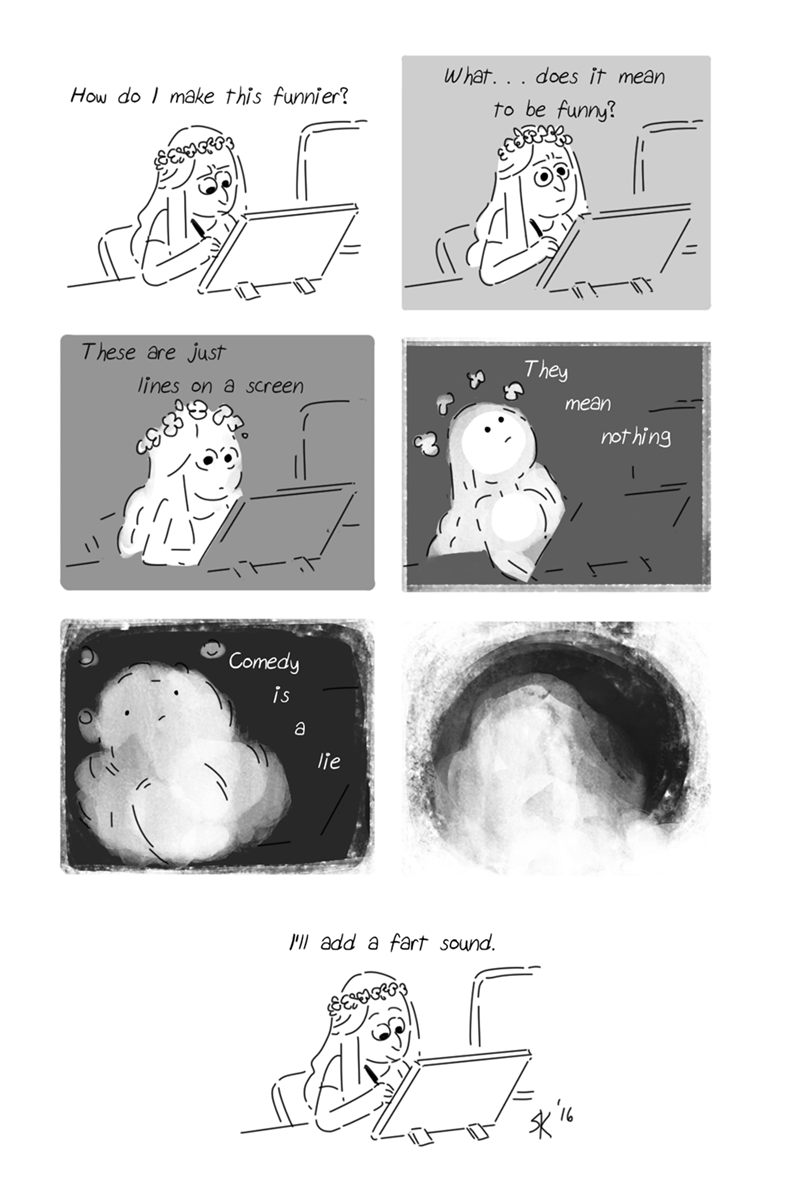 How do I make this funnier?
What... does it mean
to be funny?
These are just
lines on a screen
They
mean
nothing
Comedy
is
a
lie
I'll add a fart sound.
SK '16